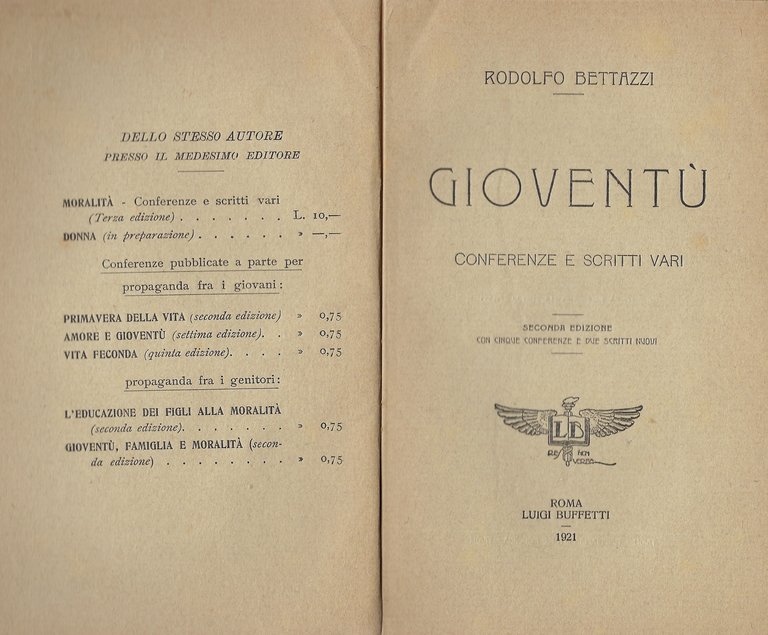 DELLO STESSO AUTORE
PRESSO IL MEDESIMO EDITORE
MORALITÀ - Conferenze e scritti vari
(Terza edizione) . . . . . . . L. 10,—
DONNA (in preparazione) . . . . . . » —,—
Conferenze pubblicate a parte per
propaganda fra i giovani:
PRIMAVERA DELLA VITA (seconda edizione) » 0,75
AMORE E GIOVENTÙ (settima edizione). . » 0,75
VITA FECONDA (quinta edizione). . . . » 0,75
propaganda fra i genitori:
L'EDUCAZIONE DEI FIGLI ALLA MORALITÀ
(seconda edizione). . . . . . . » 0,75
GIOVENTÙ, FAMIGLIA E MORALITÀ (secon-
da edizione) . . . . . . . . » 0,75
RODOLFO BETTAZZI
GIOVENTÙ
CONFERENZE E SCRITTI VARI
SECONDA EDIZIONE
CON CINQUE CONFERENZE E DUE SCRITTI NUOVI
LB
RES NON
VERBA
ROMA
LUIGI BUFFETTI
1921